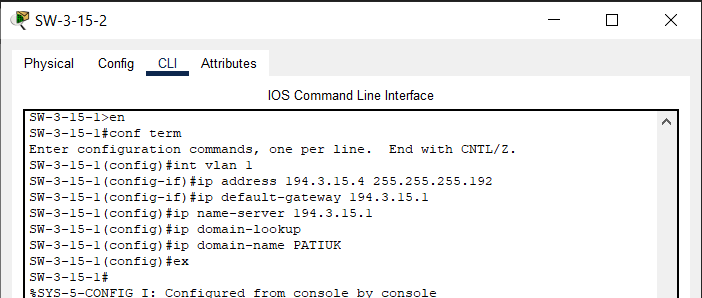 SW-3-15-2
Physical Config CLI Attributes
IOS Command Line Interface
SW-3-15-1>en
SW-3-15-1#conf term
Enter configuration commands, one per line. End with CNTL/Z.
SW-3-15-1(config)#int vlan 1
SW-3-15-1(config-if)#ip address 194.3.15.4 255.255.255.192
SW-3-15-1(config-if)#ip default-gateway 194.3.15.1
SW-3-15-1(config)#ip name-server 194.3.15.1
SW-3-15-1(config)#ip domain-lookup
SW-3-15-1(config)#ip domain-name PATIUK
SW-3-15-1(config)#ex
SW-3-15-1#
%SYS-5-CONFIG_I: Configured from console by console